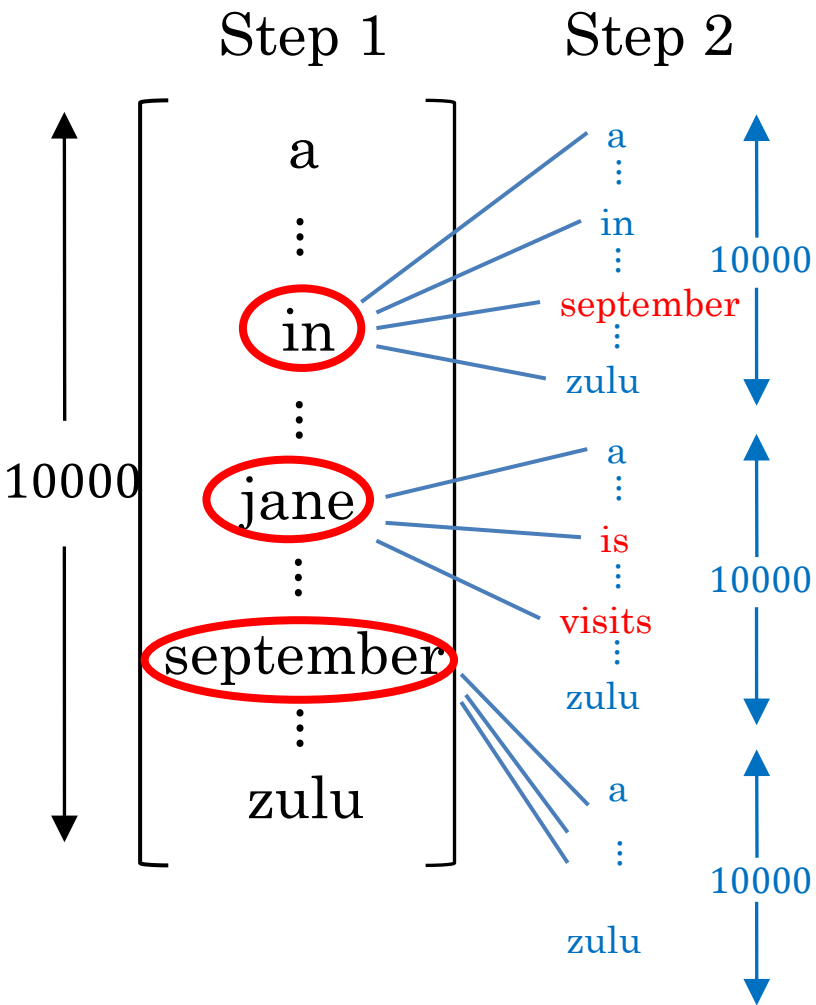 Step 1
Step 2
a
⋮
in
⋮
jane
⋮
september
⋮
zulu
10000
a
⋮
in
⋮
september
⋮
zulu
10000
a
⋮
is
⋮
visits
⋮
zulu
10000
a
⋮
zulu
10000